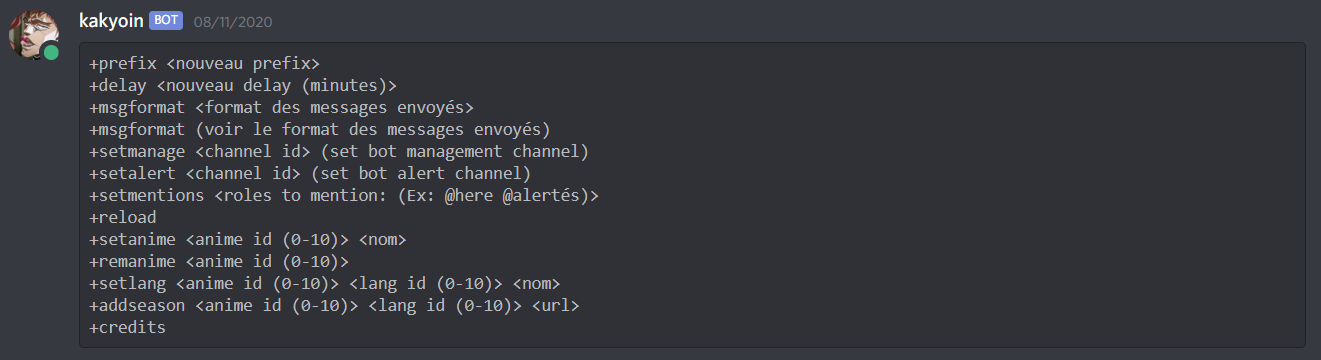 kakyoin BOT 08/11/2020
+prefix <nouveau prefix>
+delay <nouveau delay (minutes)>
+msgformat <format des messages envoyés>
+msgformat (voir le format des messages envoyés)
+setmanage <channel id> (set bot management channel)
+setalert <channel id> (set bot alert channel)
+setmentions <roles to mention: (Ex: @here @alertés)>
+reload
+setanime <anime id (0-10)> <nom>
+remanime <anime id (0-10)>
+setlang <anime id (0-10)> <lang id (0-10)> <nom>
+addseason <anime id (0-10)> <lang id (0-10)> <url>
+credits